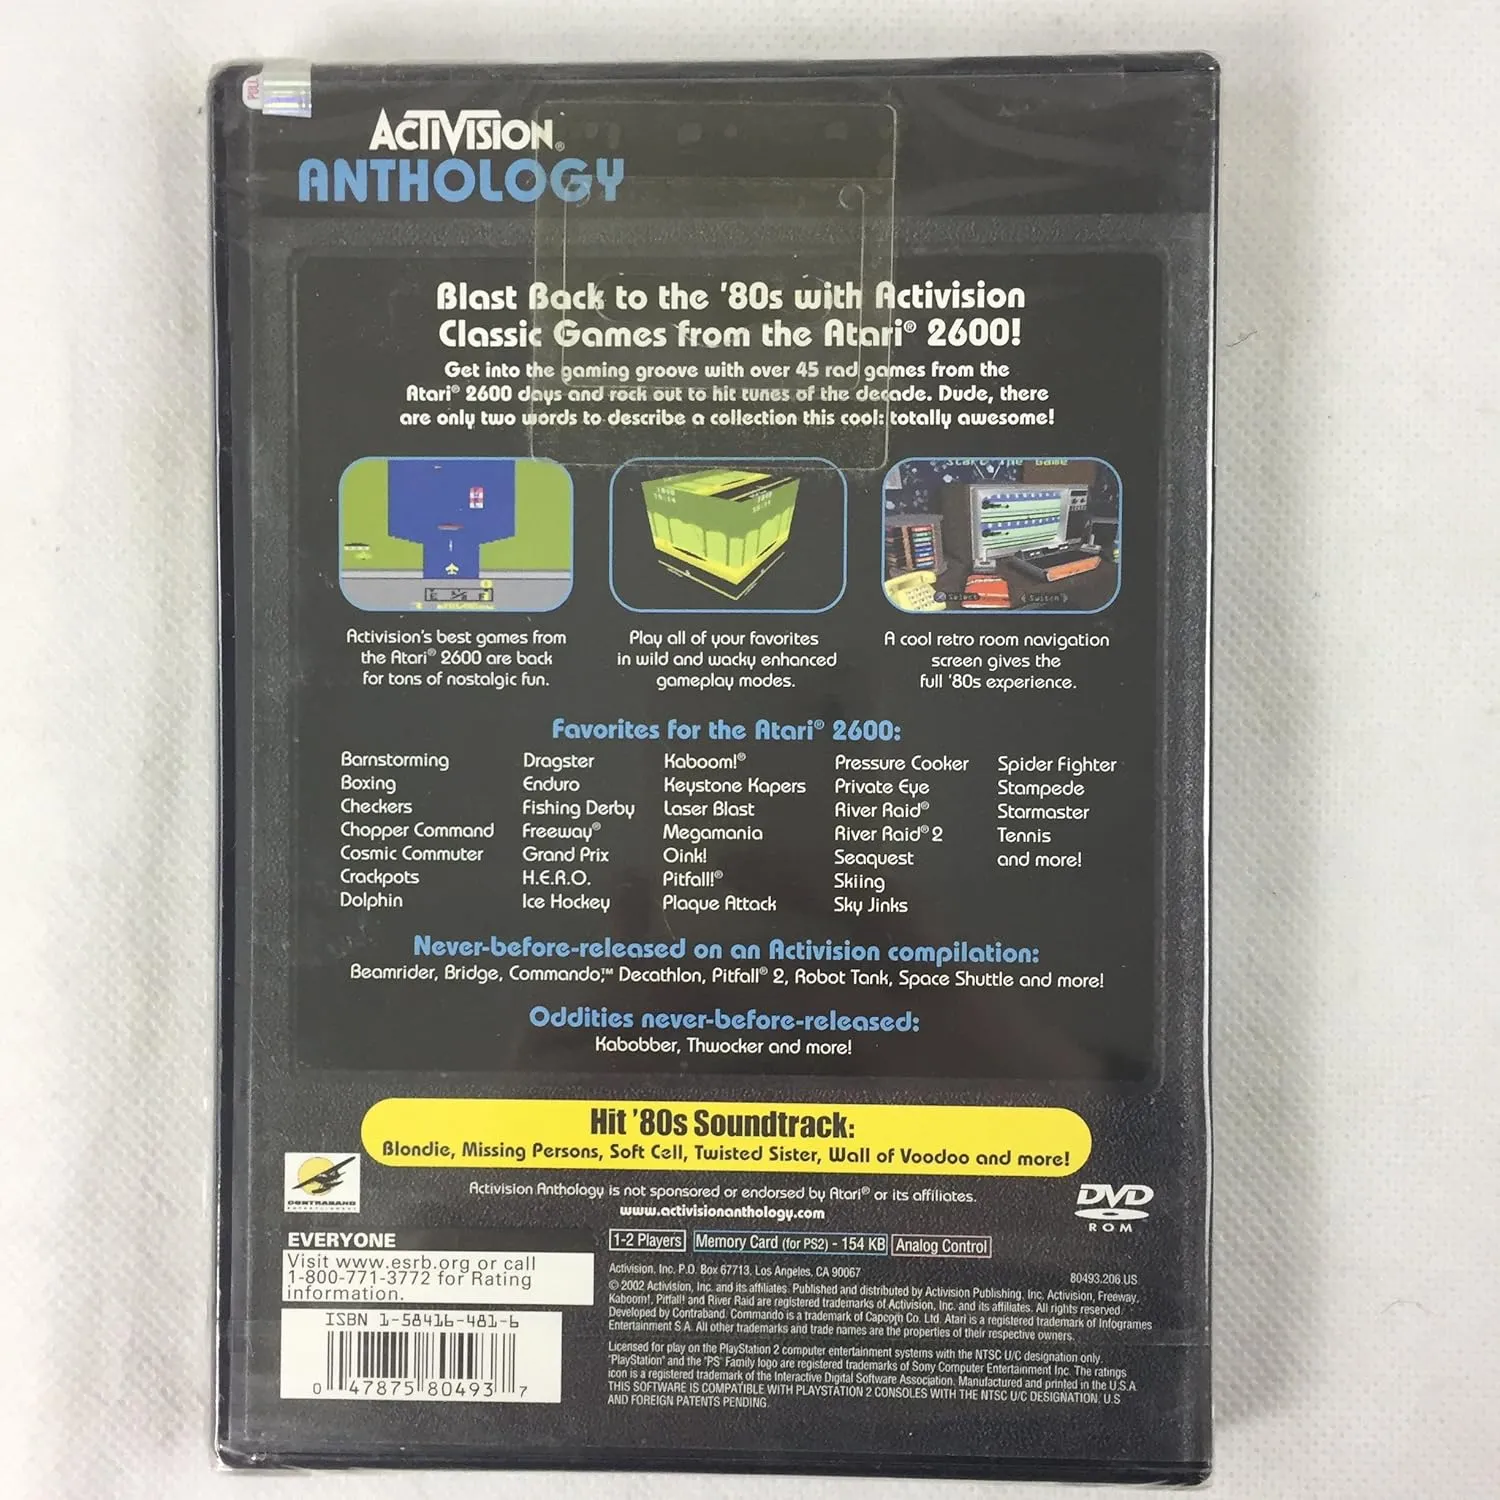 PULL
ACTIVISION®
ANTHOLOGY
Blast Back to the '80s with Activision
Classic Games from the Atari® 2600!
Get into the gaming groove with over 45 rad games from the
Atari® 2600 days and rock out to hit tunes of the decade. Dude, there
are only two words to describe a collection this cool: totally awesome!
Start The Game
Select
Switch
Activision's best games from
the Atari® 2600 are back
for tons of nostalgic fun.
Play all of your favorites
in wild and wacky enhanced
gameplay modes.
A cool retro room navigation
screen gives the
full '80s experience.
Favorites for the Atari® 2600:
Barnstorming
Boxing
Checkers
Chopper Command
Cosmic Commuter
Crackpots
Dolphin
Dragster
Enduro
Fishing Derby
Freeway®
Grand Prix
H.E.R.O.
Ice Hockey
Kaboom!®
Keystone Kapers
Laser Blast
Megamania
Oink!
Pitfall!®
Plaque Attack
Pressure Cooker
Private Eye
River Raid®
River Raid® 2
Seaquest
Skiing
Sky Jinks
Spider Fighter
Stampede
Starmaster
Tennis
and more!
Never-before-released on an Activision compilation:
Beamrider, Bridge, Commando,™ Decathlon, Pitfall® 2, Robot Tank, Space Shuttle and more!
Oddities never-before-released:
Kabobber, Thwocker and more!
Hit '80s Soundtrack:
Blondie, Missing Persons, Soft Cell, Twisted Sister, Wall of Voodoo and more!
CONTRABAND
ENTERTAINMENT
Activision Anthology is not sponsored or endorsed by Atari® or its affiliates.
www.activisionanthology.com
DVD
ROM
EVERYONE
Visit www.esrb.org or call
1-800-771-3772 for Rating
information.
1-2 Players
Memory Card (for PS2) - 154 KB
Analog Control
ISBN 1-58416-481-6
0 47875 80493 7
Activision, Inc. P.O. Box 67713, Los Angeles, CA 90067
80493.206.US
© 2002 Activision, Inc. and its affiliates. Published and distributed by Activision Publishing, Inc. Activision, Freeway,
Kaboom!, Pitfall! and River Raid are registered trademarks of Activision, Inc. and its affiliates. All rights reserved.
Developed by Contraband. Commando is a trademark of Capcom Co. Ltd. Atari is a registered trademark of Infogrames
Entertainment S.A. All other trademarks and trade names are the properties of their respective owners.
Licensed for play on the PlayStation 2 computer entertainment systems with the NTSC U/C designation only.
"PlayStation" and the "PS" Family logo are registered trademarks of Sony Computer Entertainment Inc. The ratings
icon is a registered trademark of the Interactive Digital Software Association. Manufactured and printed in the U.S.A.
THIS SOFTWARE IS COMPATIBLE WITH PLAYSTATION 2 CONSOLES WITH THE NTSC U/C DESIGNATION. U.S.
AND FOREIGN PATENTS PENDING.